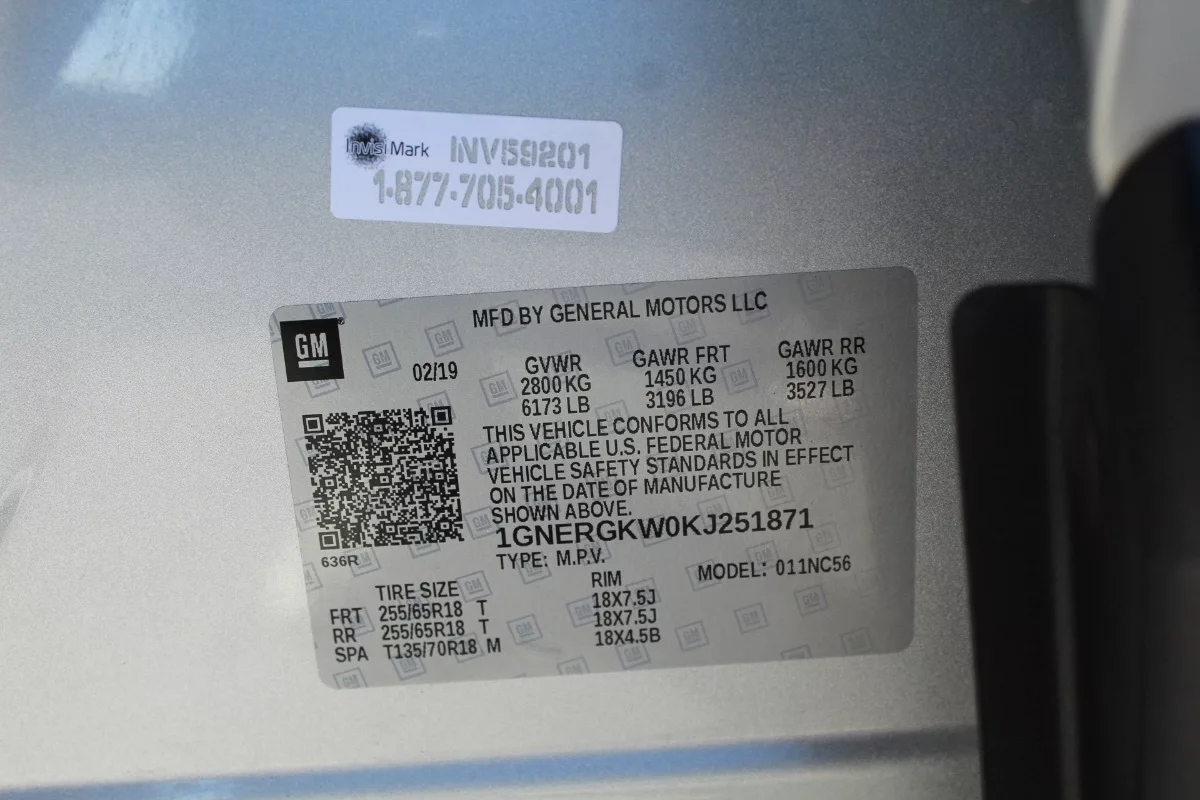 Invisi Mark INV59201
1-877-705-4001
GM
MFD BY GENERAL MOTORS LLC
02/19
GVWR GAWR FRT GAWR RR
2800 KG 1450 KG 1600 KG
6173 LB 3196 LB 3527 LB
THIS VEHICLE CONFORMS TO ALL
APPLICABLE U.S. FEDERAL MOTOR
VEHICLE SAFETY STANDARDS IN EFFECT
ON THE DATE OF MANUFACTURE
SHOWN ABOVE.
1GNERGKW0KJ251871
636R
TYPE: M.P.V. MODEL: 011NC56
TIRE SIZE RIM
FRT 255/65R18 T 18X7.5J
RR 255/65R18 T 18X7.5J
SPA T135/70R18 M 18X4.5B